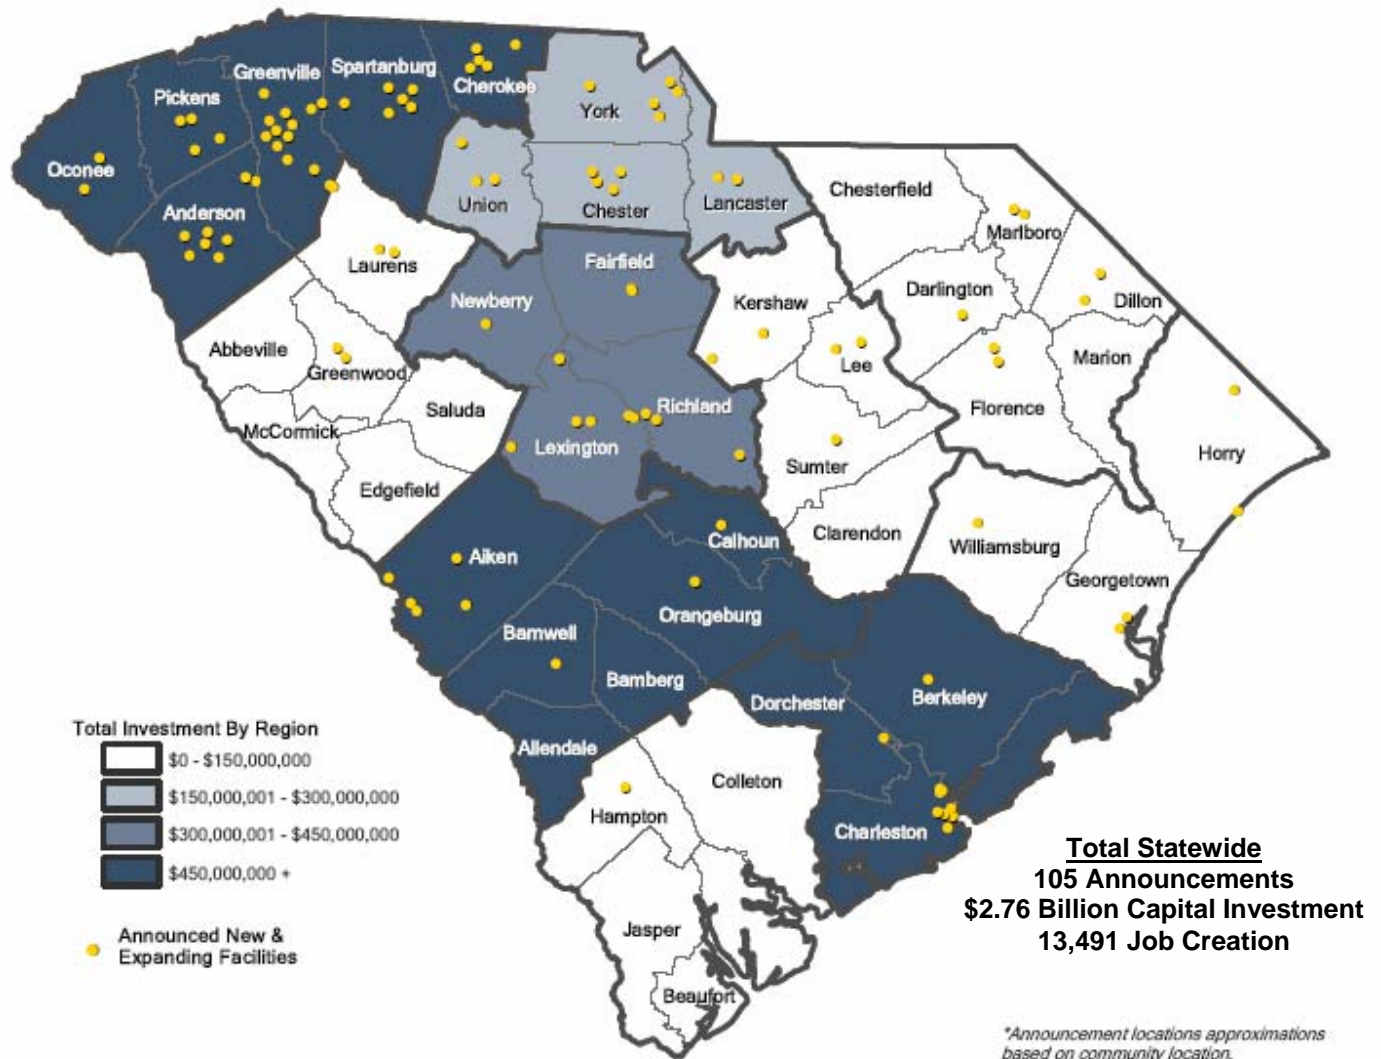 Greenville
Spartanburg
Cherokee
Pickens
York
Oconee
Anderson
Union
Chester
Lancaster
Chesterfield
Marlboro
Laurens
Fairfield
Newberry
Kershaw
Darlington
Dillon
Abbeville
Greenwood
Lee
Marion
Saluda
Richland
Florence
McCormick
Lexington
Horry
Sumter
Edgefield
Calhoun
Clarendon
Williamsburg
Aiken
Georgetown
Orangeburg
Barnwell
Bamberg
Dorchester
Berkeley
Allendale
Colleton
Hampton
Charleston
Jasper
Beaufort
Total Investment By Region
$0 - $150,000,000
$150,000,001 - $300,000,000
$300,000,001 - $450,000,000
$450,000,000 +
Announced New &
Expanding Facilities
Total Statewide
105 Announcements
$2.76 Billion Capital Investment
13,491 Job Creation
*Announcement locations approximations
based on community location.